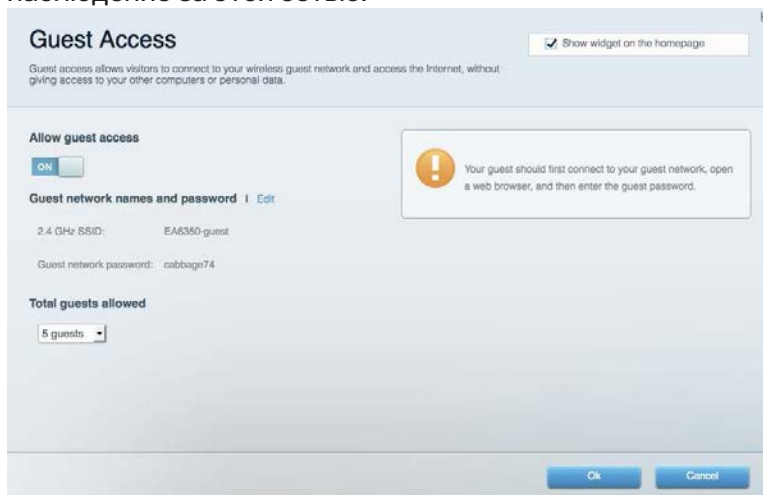 наблюдение за этой сетью.
Guest Access
Show widget on the homepage
Guest access allows visitors to connect to your wireless guest network and access the Internet, without
giving access to your other computers or personal data.
Allow guest access
ON
Your guest should first connect to your guest network, open
a web browser, and then enter the guest password.
Guest network names and password | Edit
2.4 GHz SSID: EA6350-guest
Guest network password: cabbage74
Total guests allowed
5 guests
Ok
Cancel